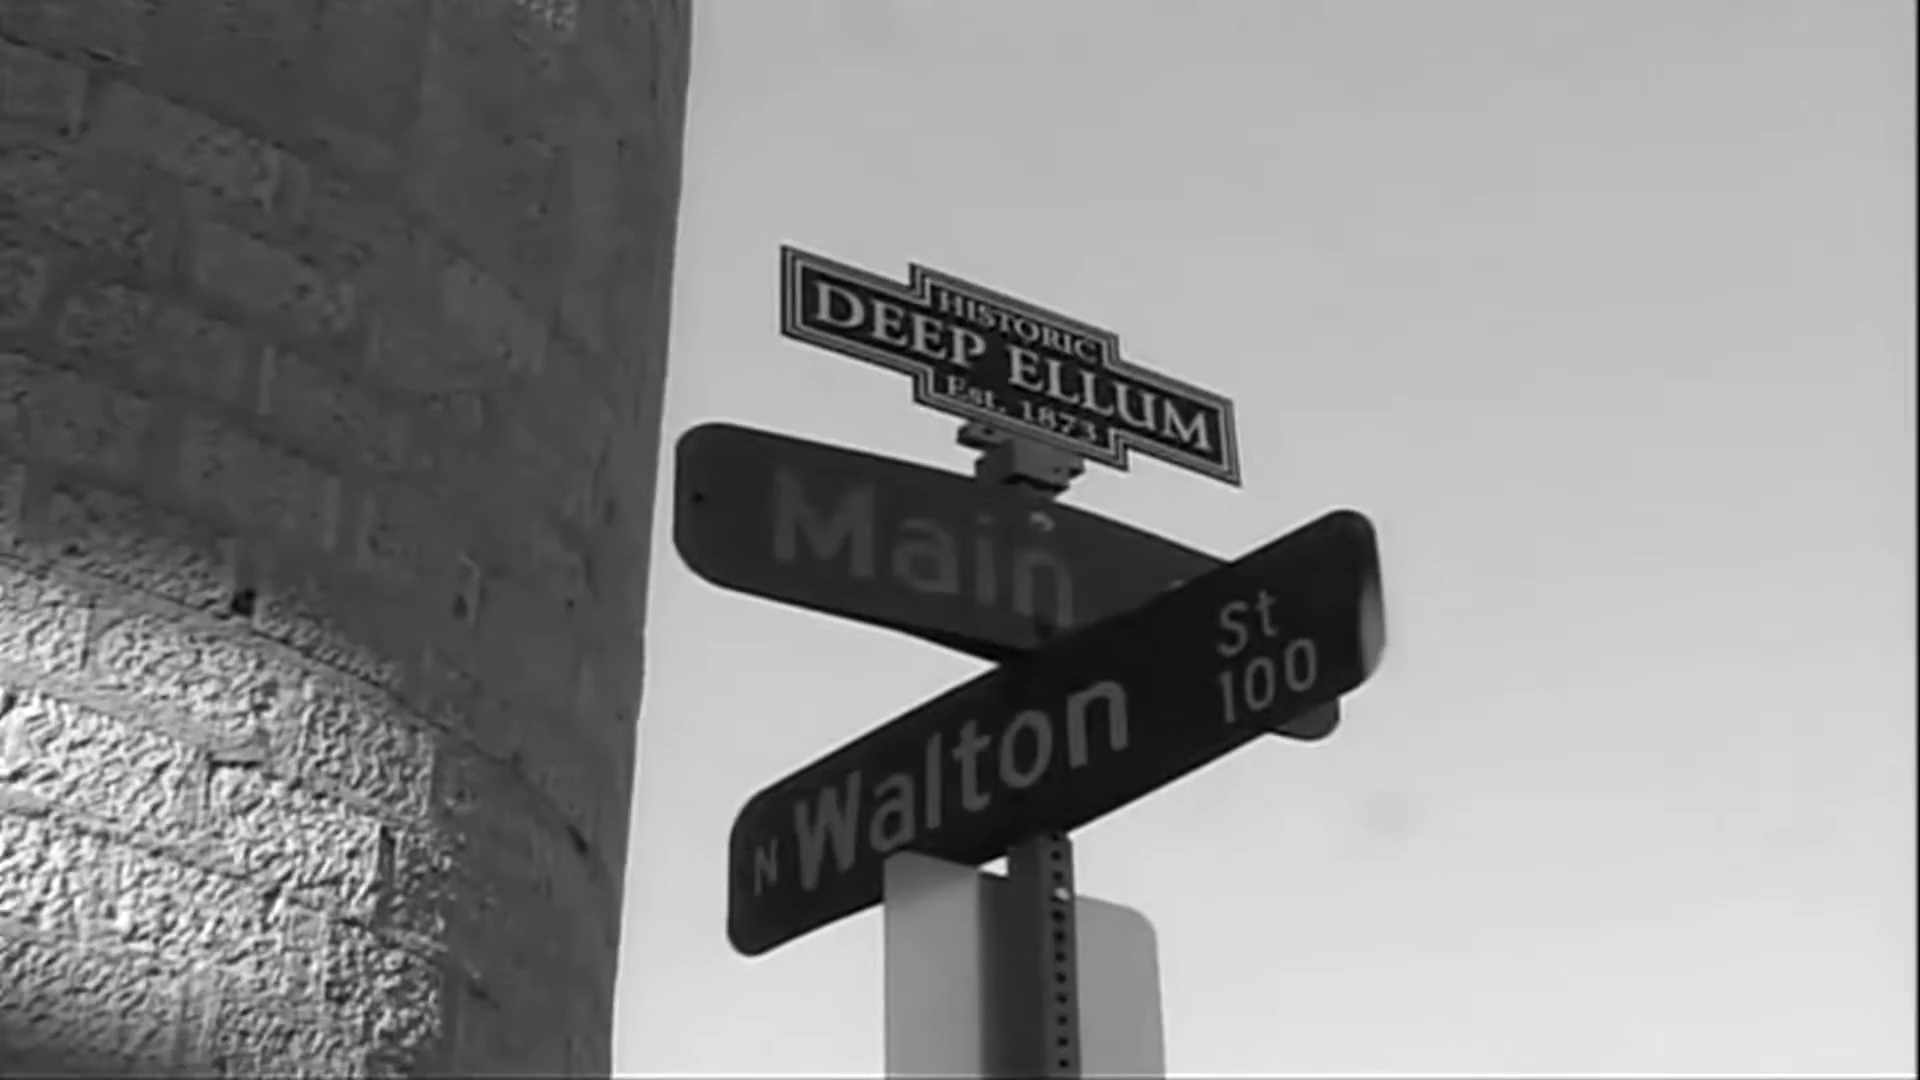 HISTORIC
DEEP ELLUM
Est. 1873
Main
N Walton St
100